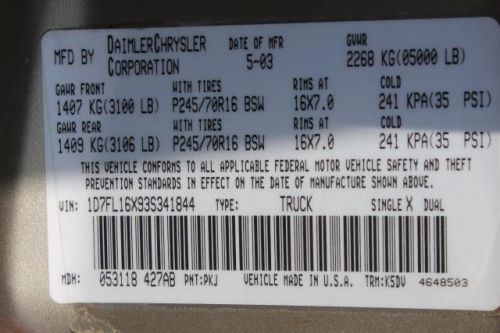 MFD BY DAIMLERCHRYSLER CORPORATION DATE OF MFR 5-03 GVWR 2268 KG(05000 LB)
GAWR FRONT WITH TIRES RIMS AT COLD
1407 KG(3100 LB) P245/70R16 BSW 16X7.0 241 KPA(35 PSI)
GAWR REAR WITH TIRES RIMS AT COLD
1409 KG(3106 LB) P245/70R16 BSW 16X7.0 241 KPA(35 PSI)
THIS VEHICLE CONFORMS TO ALL APPLICABLE FEDERAL MOTOR VEHICLE SAFETY AND THEFT
PREVENTION STANDARDS IN EFFECT ON THE DATE OF MANUFACTURE SHOWN ABOVE.
VIN: 1D7FL16X93S341844 TYPE: TRUCK SINGLE X DUAL
MDH: 053118 427AB PNT:PKJ VEHICLE MADE IN U.S.A. TRM:K5DV 4648503